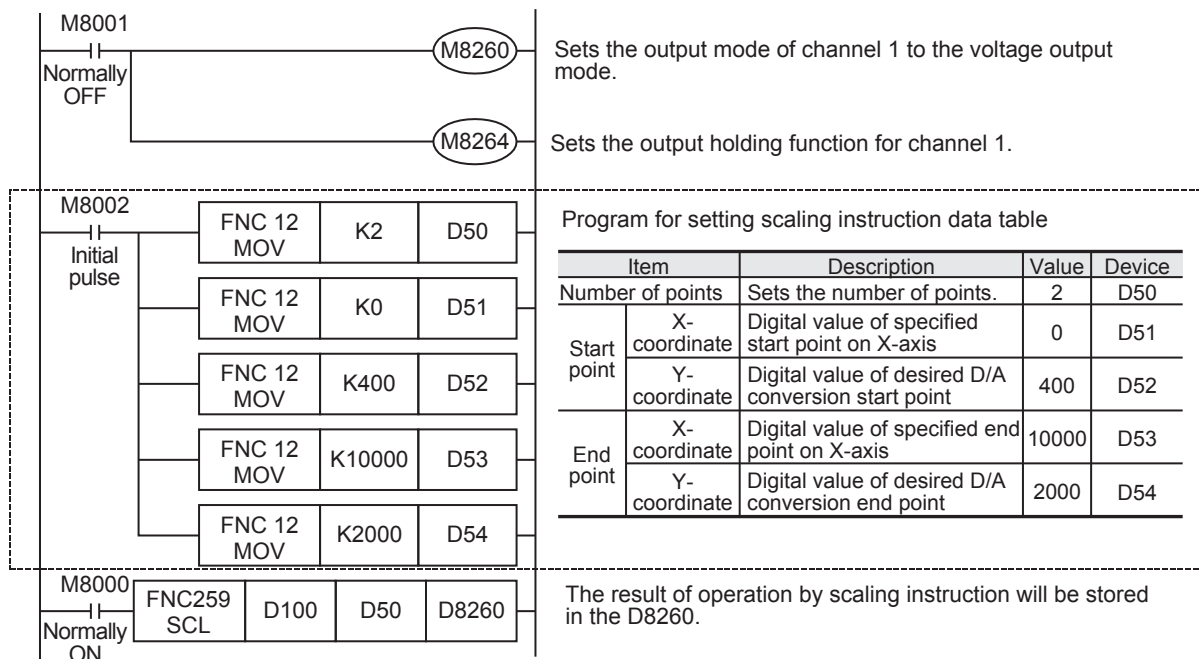 M8001
Normally
OFF
M8260
Sets the output mode of channel 1 to the voltage output
mode.
M8264
Sets the output holding function for channel 1.
M8002
Initial
pulse
FNC 12
MOV
K2
D50
FNC 12
MOV
K0
D51
FNC 12
MOV
K400
D52
FNC 12
MOV
K10000
D53
FNC 12
MOV
K2000
D54
Program for setting scaling instruction data table
Item Description Value Device
Number of points Sets the number of points. 2 D50
Start
point
X-
coordinate
Digital value of specified
start point on X-axis
0
D51
Y-
coordinate
Digital value of desired D/A
conversion start point
400
D52
End
point
X-
coordinate
Digital value of specified end
point on X-axis
10000
D53
Y-
coordinate
Digital value of desired D/A
conversion end point
2000
D54
M8000
Normally
ON
FNC259
SCL
D100
D50
D8260
The result of operation by scaling instruction will be stored
in the D8260.